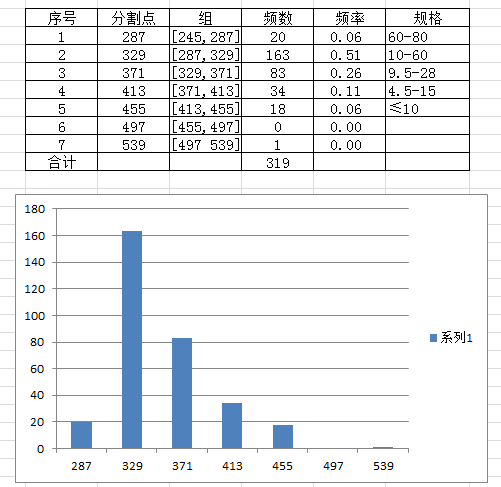 序号 分割点 组 频数 频率 规格
1 287 [245,287] 20 0.06 60-80
2 329 [287,329] 163 0.51 10-60
3 371 [329,371] 83 0.26 9.5-28
4 413 [371,413] 34 0.11 4.5-15
5 455 [413,455] 18 0.06 ≤10
6 497 [455,497] 0 0.00
7 539 [497 539] 1 0.00
合计 319
180
160
140
120
100
80
60
40
20
0
系列1
287 329 371 413 455 497 539